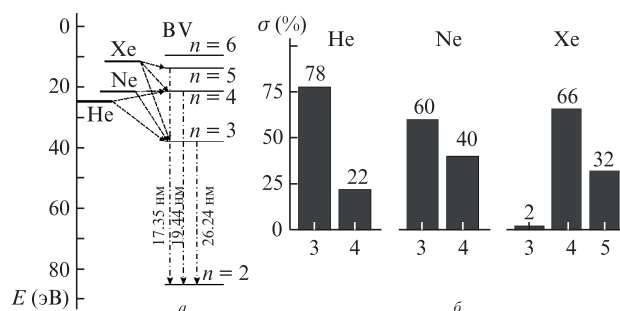 0
20
40
60
80
E (эВ)
Xe
Ne
He
B V
n = 6
n = 5
n = 4
n = 3
n = 2
17.35 нм
19.44 нм
26.24 нм
а
σ (%)
75
50
25
0
He
78
22
3 4
Ne
60
40
3 4
Xe
2
66
32
3 4 5
б